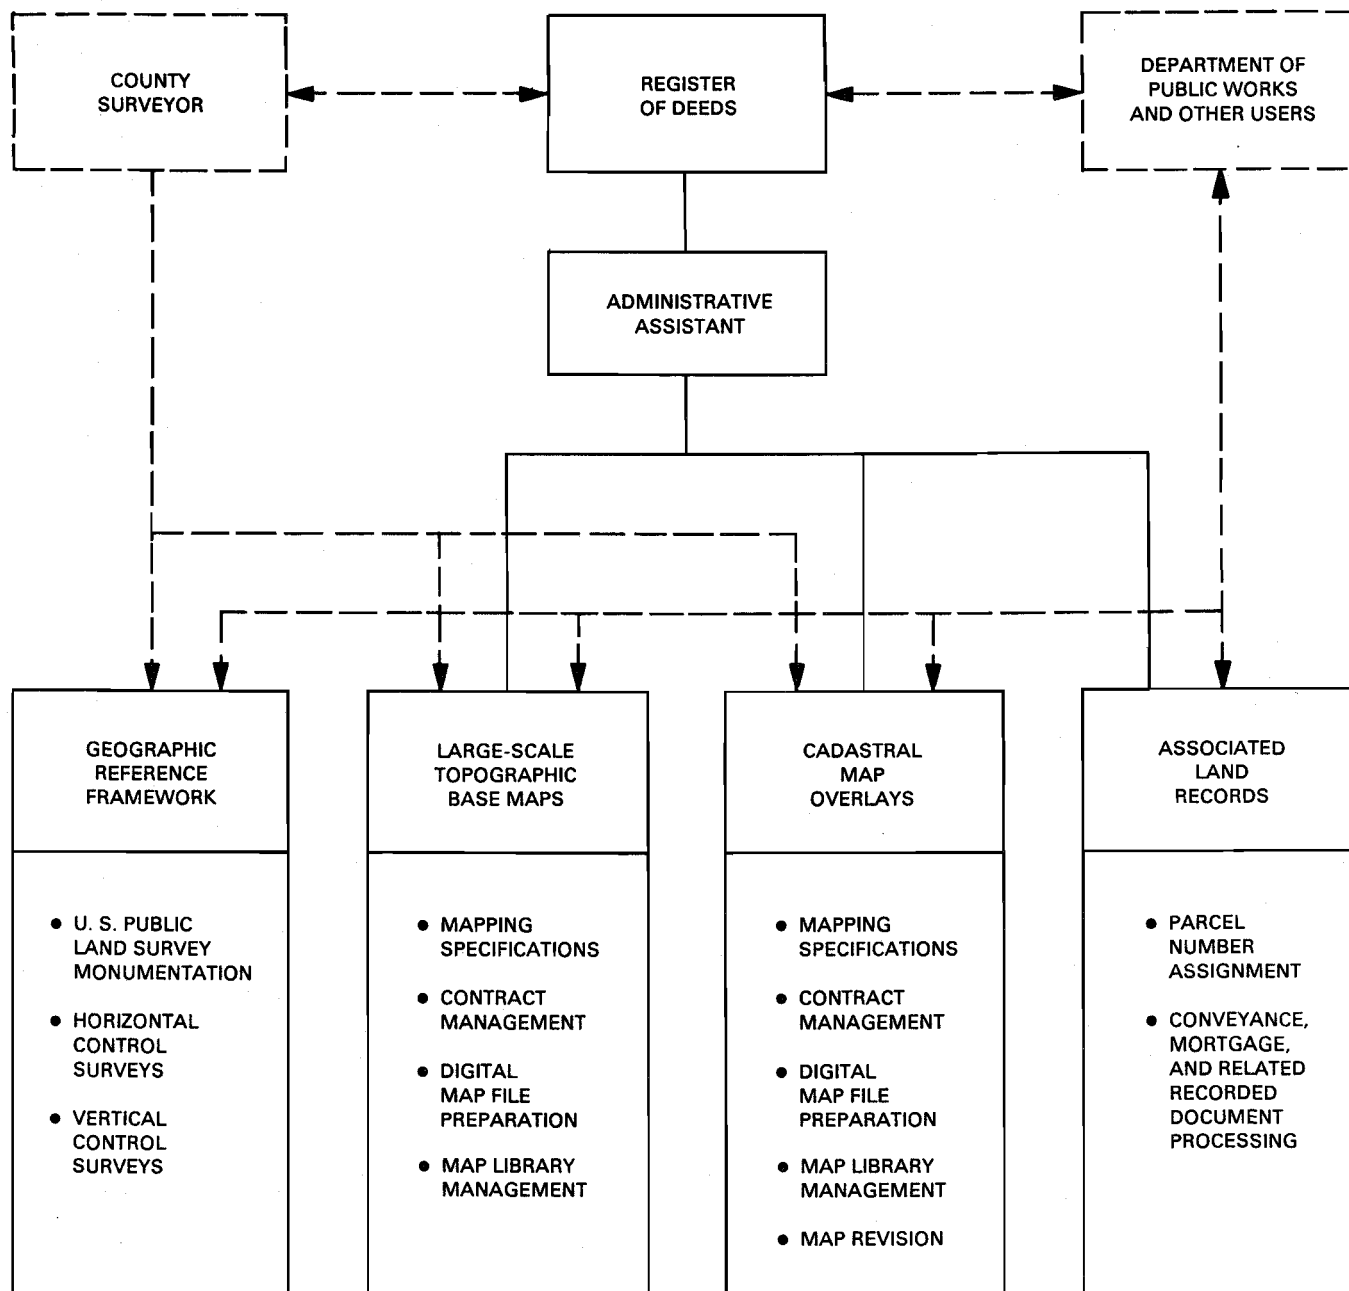 COUNTY
SURVEYOR
REGISTER
OF DEEDS
DEPARTMENT OF
PUBLIC WORKS
AND OTHER USERS
ADMINISTRATIVE
ASSISTANT
GEOGRAPHIC
REFERENCE
FRAMEWORK
● U. S. PUBLIC
LAND SURVEY
MONUMENTATION
● HORIZONTAL
CONTROL
SURVEYS
● VERTICAL
CONTROL
SURVEYS
LARGE-SCALE
TOPOGRAPHIC
BASE MAPS
● MAPPING
SPECIFICATIONS
● CONTRACT
MANAGEMENT
● DIGITAL
MAP FILE
PREPARATION
● MAP LIBRARY
MANAGEMENT
CADASTRAL
MAP
OVERLAYS
● MAPPING
SPECIFICATIONS
● CONTRACT
MANAGEMENT
● DIGITAL
MAP FILE
PREPARATION
● MAP LIBRARY
MANAGEMENT
● MAP REVISION
ASSOCIATED
LAND
RECORDS
● PARCEL
NUMBER
ASSIGNMENT
● CONVEYANCE,
MORTGAGE,
AND RELATED
RECORDED
DOCUMENT
PROCESSING